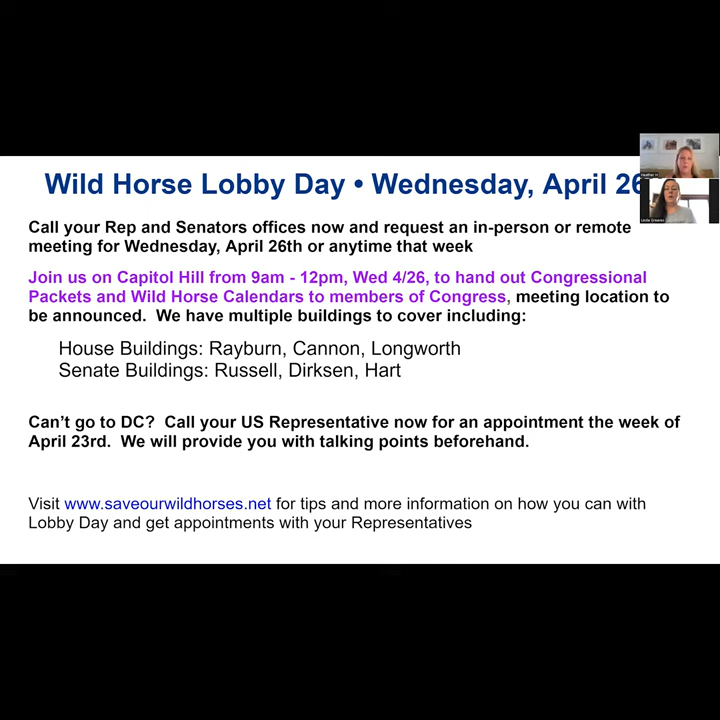 Wild Horse Lobby Day • Wednesday, April 26
Call your Rep and Senators offices now and request an in-person or remote
meeting for Wednesday, April 26th or anytime that week
Join us on Capitol Hill from 9am - 12pm, Wed 4/26, to hand out Congressional
Packets and Wild Horse Calendars to members of Congress, meeting location to
be announced. We have multiple buildings to cover including:
House Buildings: Rayburn, Cannon, Longworth
Senate Buildings: Russell, Dirksen, Hart
Can't go to DC? Call your US Representative now for an appointment the week of
April 23rd. We will provide you with talking points beforehand.
Visit www.saveourwildhorses.net for tips and more information on how you can with
Lobby Day and get appointments with your Representatives
Heather H